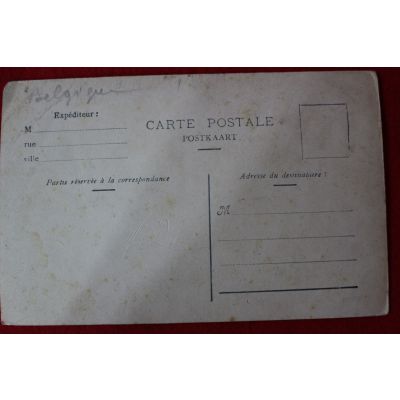 Belgique
Expéditeur :
M
rue
ville
CARTE POSTALE
POSTKAART
Partie réservée à la correspondance
Adresse du destinataire :
M